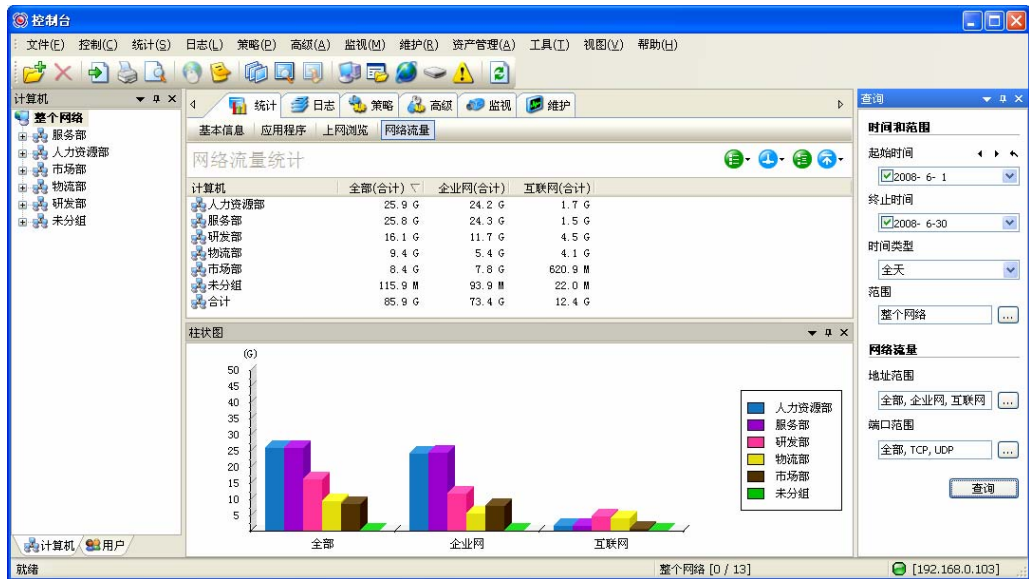 控制台
文件(F) 控制(C) 统计(S) 日志(L) 策略(P) 高级(A) 监视(M) 维护(R) 资产管理(A) 工具(T) 视图(V) 帮助(H)
计算机
整个网络
服务部
人力资源部
市场部
物流部
研发部
未分组
计算机 用户
统计 日志 策略 高级 监视 维护
基本信息 应用程序 上网浏览 网络流量
网络流量统计
计算机 全部(合计) 企业网(合计) 互联网(合计)
人力资源部 25.9 G 24.2 G 1.7 G
服务部 25.8 G 24.3 G 1.5 G
研发部 16.1 G 11.7 G 4.5 G
物流部 9.4 G 5.4 G 4.1 G
市场部 8.4 G 7.8 G 620.9 M
未分组 115.9 M 93.9 M 22.0 M
合计 85.9 G 73.4 G 12.4 G
柱状图
(G)
50
45
40
35
30
25
20
15
10
5
全部 企业网 互联网
人力资源部
服务部
研发部
物流部
市场部
未分组
查询
时间和范围
起始时间
2008- 6- 1
终止时间
2008- 6-30
时间类型
全天
范围
整个网络
...
网络流量
地址范围
全部, 企业网, 互联网
...
端口范围
全部, TCP, UDP
...
查询
就绪 整个网络 [0 / 13] [192.168.0.103]